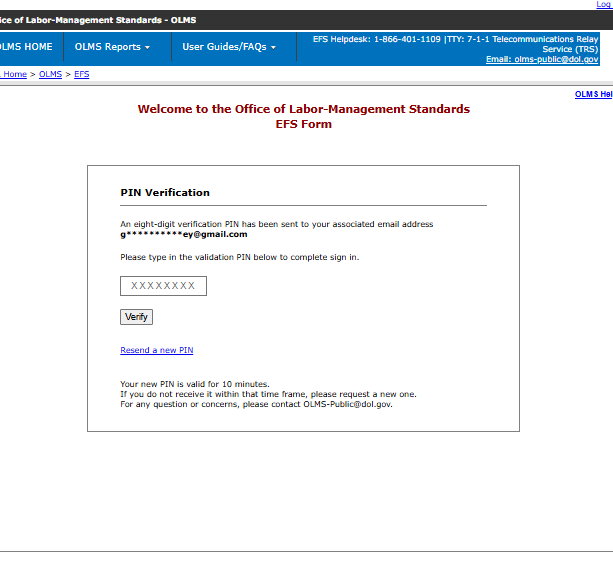 Log
ice of Labor-Management Standards - OLMS
OLMS HOME
OLMS Reports
User Guides/FAQs
EFS Helpdesk: 1-866-401-1109 |TTY: 7-1-1 Telecommunications Relay
Service (TRS)
Email: olms-public@dol.gov
Home > OLMS > EFS
OLMS Hel
Welcome to the Office of Labor-Management Standards
EFS Form
PIN Verification
An eight-digit verification PIN has been sent to your associated email address
g**********ey@gmail.com
Please type in the validation PIN below to complete sign in.
XXXXXXXX
Verify
Resend a new PIN
Your new PIN is valid for 10 minutes.
If you do not receive it within that time frame, please request a new one.
For any question or concerns, please contact OLMS-Public@dol.gov.